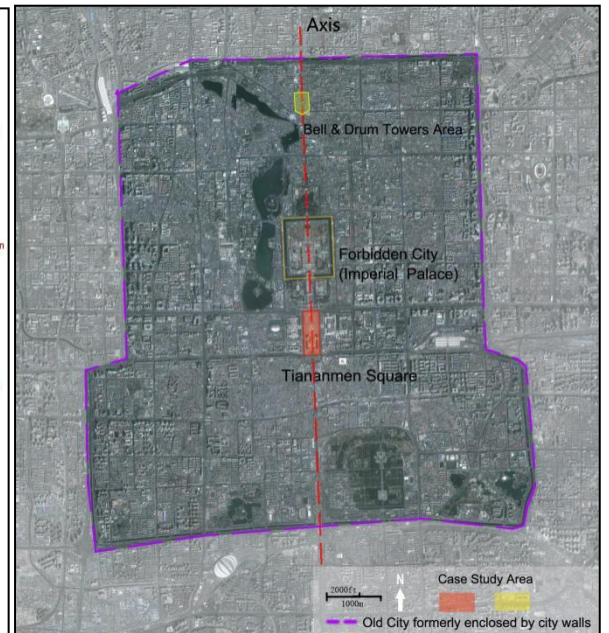 Axis
Bell & Drum Towers Area
Forbidden City
(Imperial Palace)
Tiananmen Square
2000ft
1000m
N
Case Study Area
Old City formerly enclosed by city walls